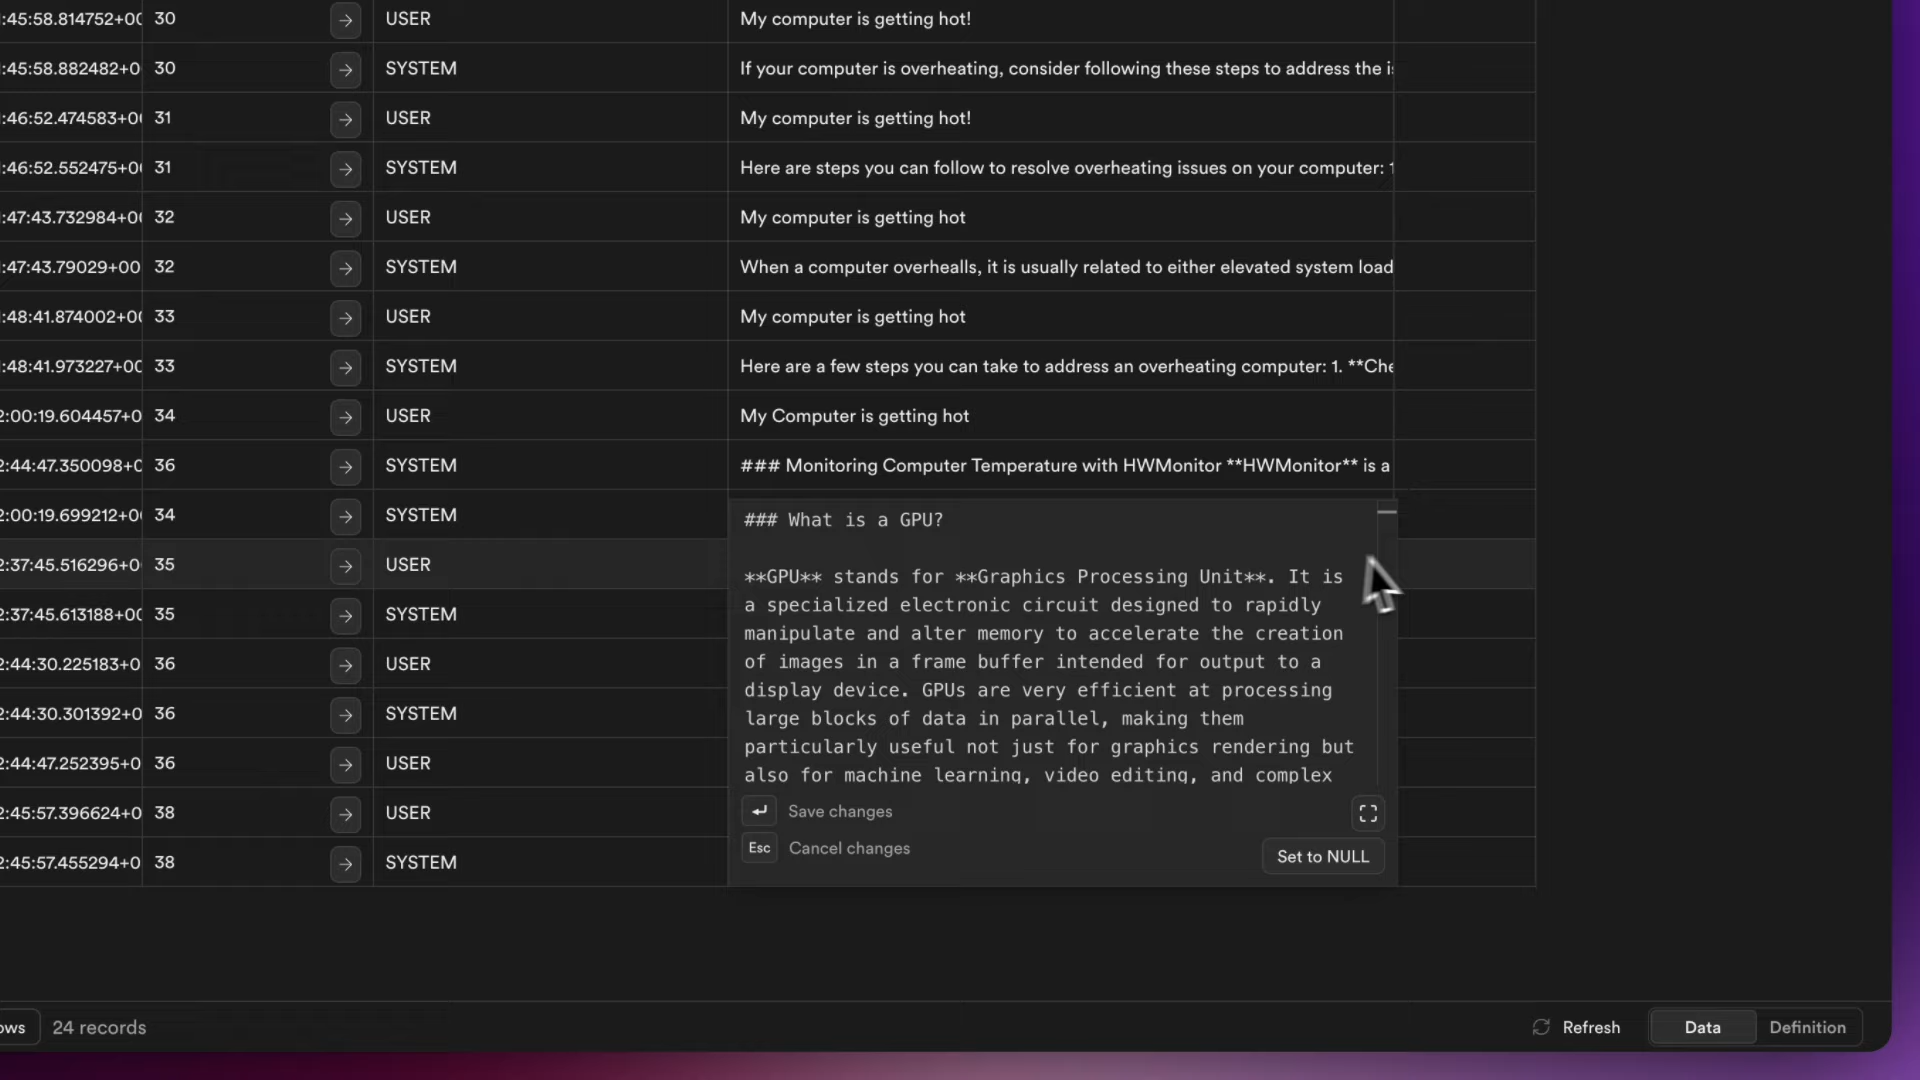 :45:58.814752+00 30 → USER My computer is getting hot!
:45:58.882482+0 30 → SYSTEM If your computer is overheating, consider following these steps to address the i
:46:52.474583+0 31 → USER My computer is getting hot!
:46:52.552475+00 31 → SYSTEM Here are steps you can follow to resolve overheating issues on your computer: 1
:47:43.732984+0 32 → USER My computer is getting hot
:47:43.79029+00 32 → SYSTEM When a computer overhealls, it is usually related to either elevated system load
:48:41.874002+0 33 → USER My computer is getting hot
:48:41.973227+00 33 → SYSTEM Here are a few steps you can take to address an overheating computer: 1. **Che
2:00:19.604457+0 34 → USER My Computer is getting hot
2:44:47.350098+0 36 → SYSTEM ### Monitoring Computer Temperature with HWMonitor **HWMonitor** is a
2:00:19.699212+0 34 → SYSTEM
2:37:45.516296+0 35 → USER
2:37:45.613188+00 35 → SYSTEM
2:44:30.225183+0 36 → USER
2:44:30.301392+0 36 → SYSTEM
2:44:47.252395+0 36 → USER
2:45:57.396624+0 38 → USER
2:45:57.455294+0 38 → SYSTEM
### What is a GPU?
**GPU** stands for **Graphics Processing Unit**. It is
a specialized electronic circuit designed to rapidly
manipulate and alter memory to accelerate the creation
of images in a frame buffer intended for output to a
display device. GPUs are very efficient at processing
large blocks of data in parallel, making them
particularly useful not just for graphics rendering but
also for machine learning, video editing, and complex
Save changes
Esc Cancel changes
Set to NULL
ows 24 records Refresh Data Definition